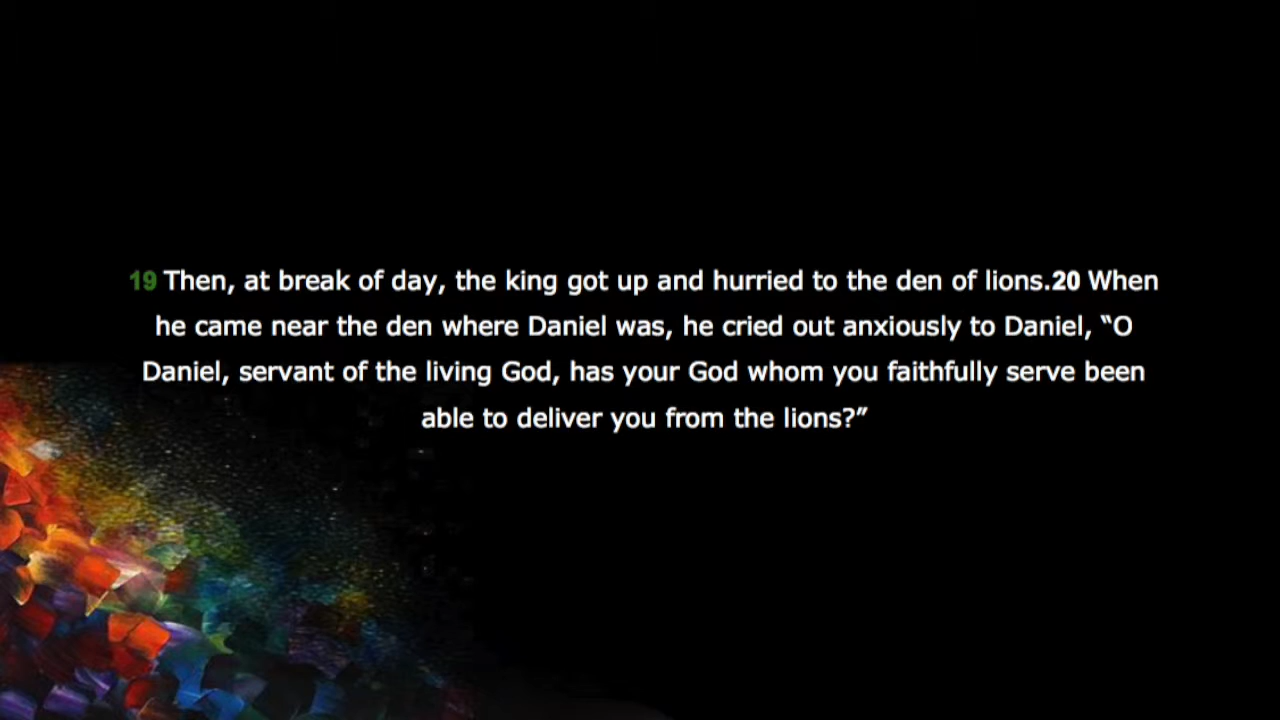 19 Then, at break of day, the king got up and hurried to the den of lions.20 When
he came near the den where Daniel was, he cried out anxiously to Daniel, “O
Daniel, servant of the living God, has your God whom you faithfully serve been
able to deliver you from the lions?”